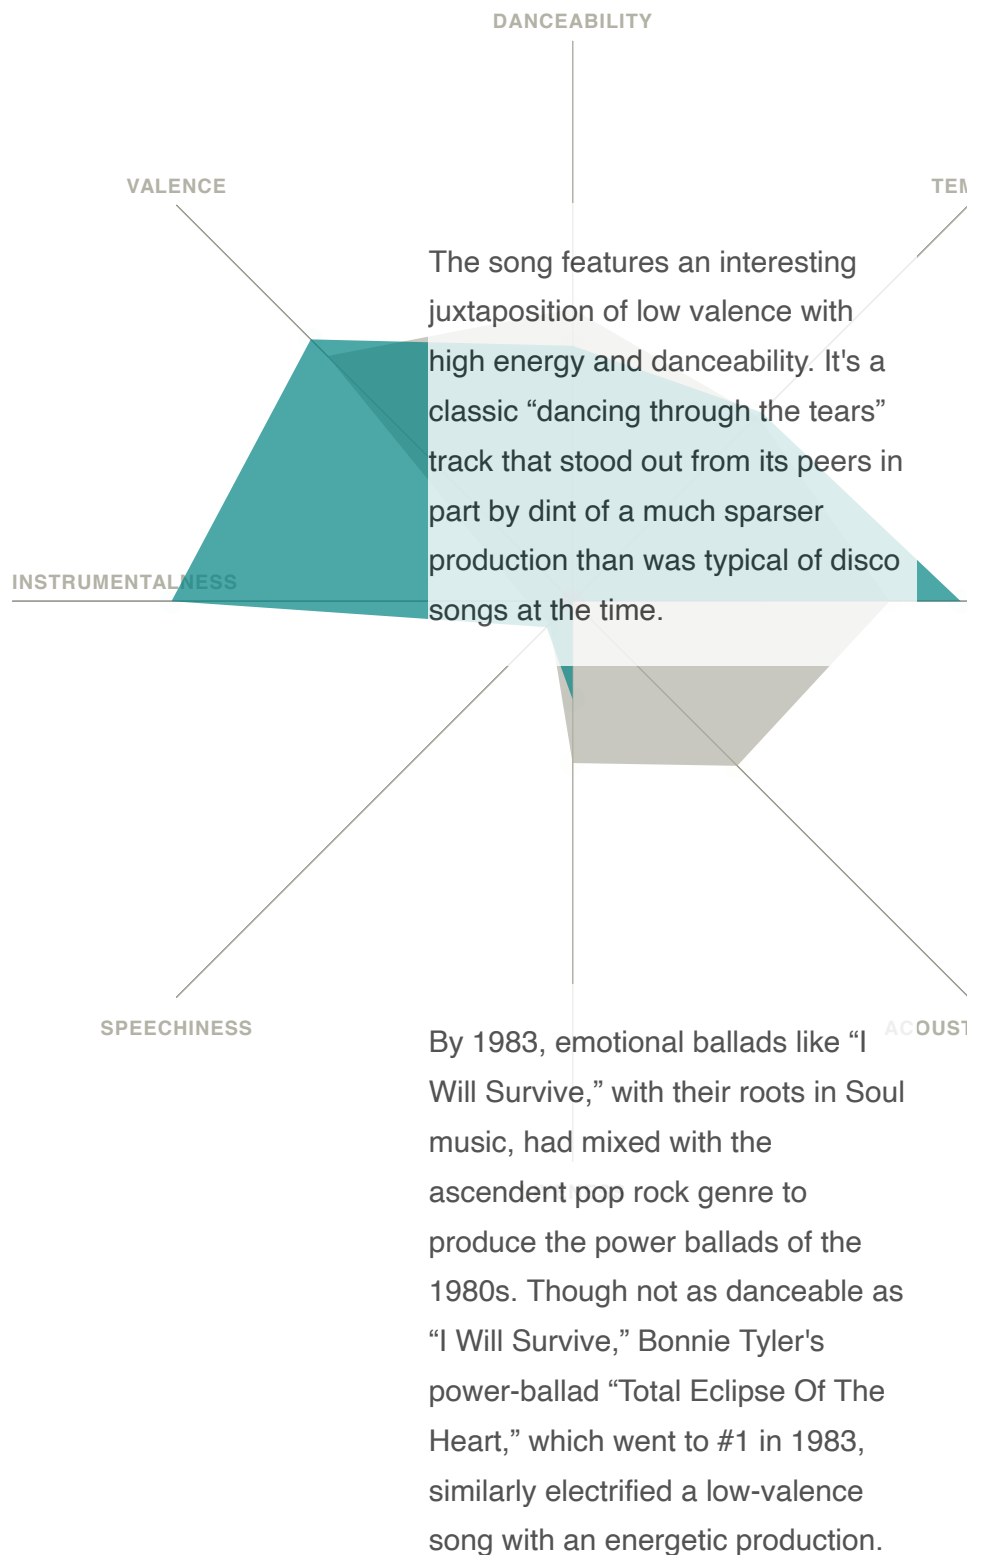 DANCEABILITY
VALENCE
TEM
The song features an interesting
juxtaposition of low valence with
high energy and danceability. It's a
classic “dancing through the tears”
track that stood out from its peers in
part by dint of a much sparser
production than was typical of disco
INSTRUMENTALNESS
songs at the time.
SPEECHINESS
ACOUST
By 1983, emotional ballads like “I
Will Survive,” with their roots in Soul
music, had mixed with the
ascendent pop rock genre to
produce the power ballads of the
1980s. Though not as danceable as
“I Will Survive,” Bonnie Tyler's
power-ballad “Total Eclipse Of The
Heart,” which went to #1 in 1983,
similarly electrified a low-valence
song with an energetic production.